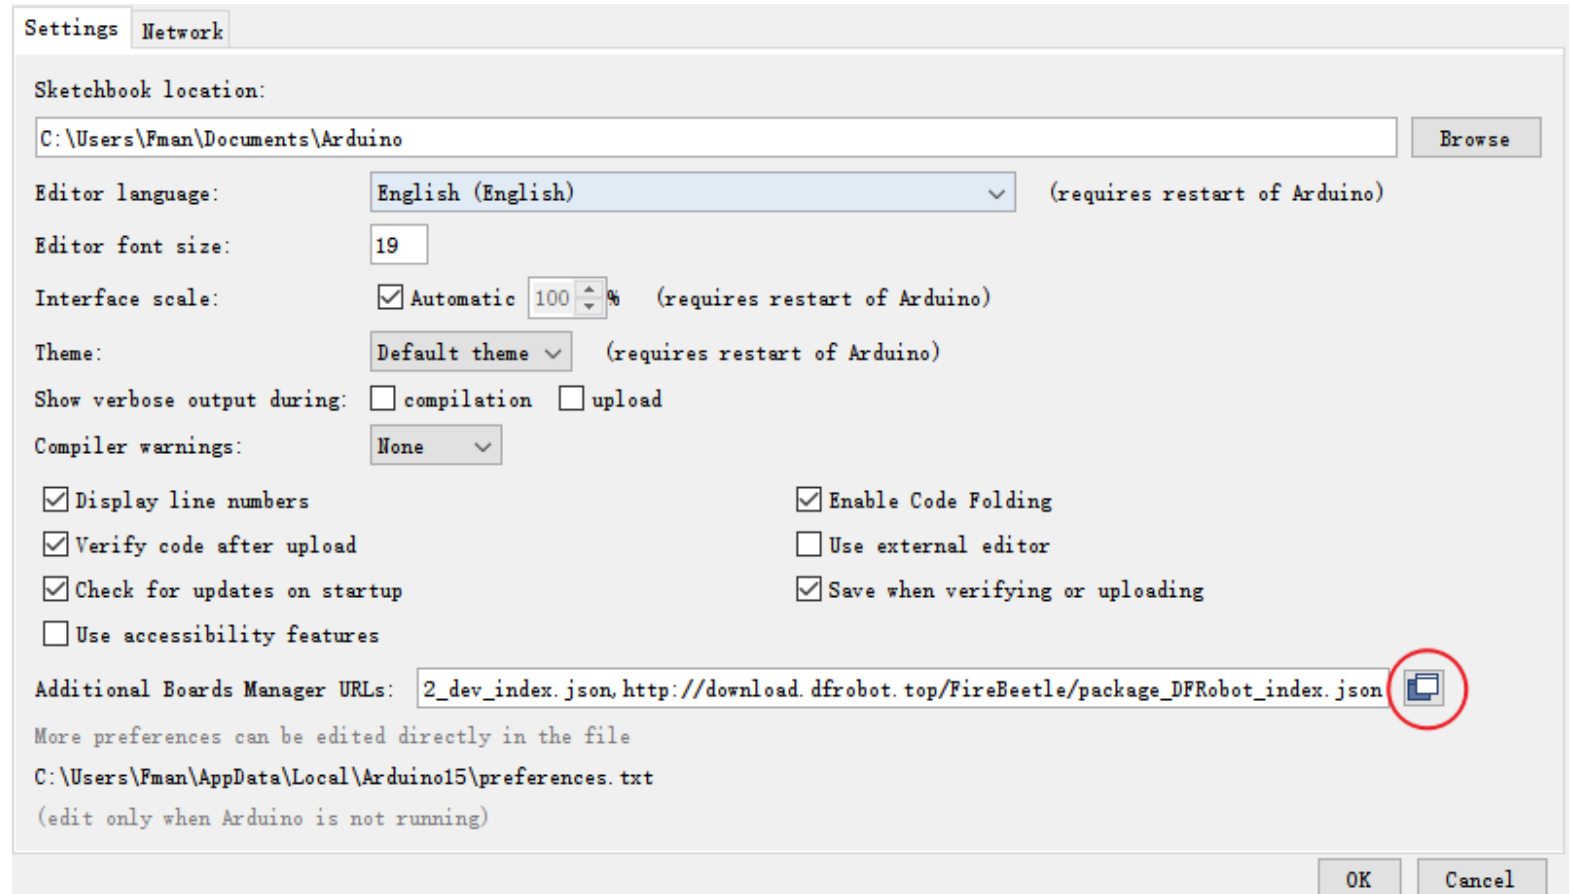 Settings Network
Sketchbook location:
C:\Users\Fman\Documents\Arduino Browse
Editor language: English (English) (requires restart of Arduino)
Editor font size: 19
Interface scale: Automatic 100 % (requires restart of Arduino)
Theme: Default theme (requires restart of Arduino)
Show verbose output during: compilation upload
Compiler warnings: None
Display line numbers Enable Code Folding
Verify code after upload Use external editor
Check for updates on startup Save when verifying or uploading
Use accessibility features
Additional Boards Manager URLs: 2_dev_index.json,http://download.dfrobot.top/FireBeetle/package_DFRobot_index.json
More preferences can be edited directly in the file
C:\Users\Fman\AppData\Local\Arduino15\preferences.txt
(edit only when Arduino is not running)
OK Cancel